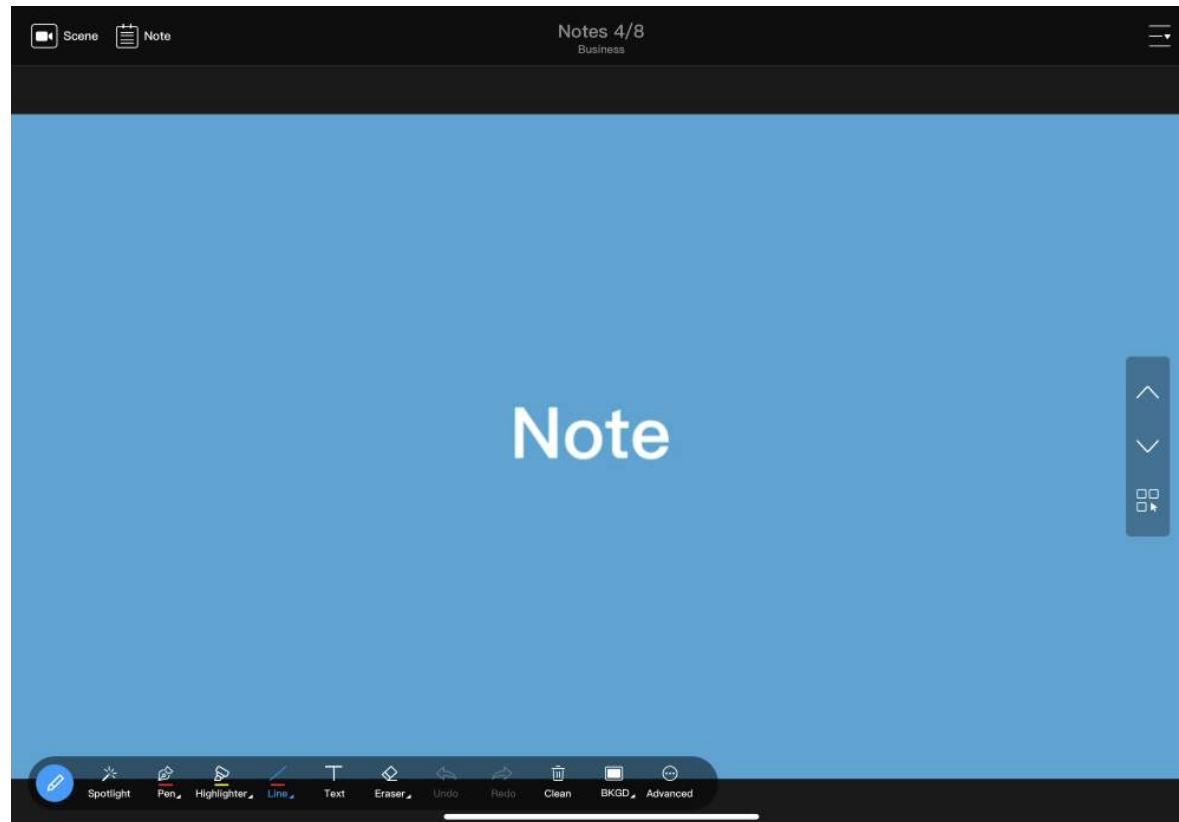 Scene Note
Notes 4/8
Business
Note
Spotlight Pen Highlighter Line Text Eraser Undo Redo Clean BKGD Advanced